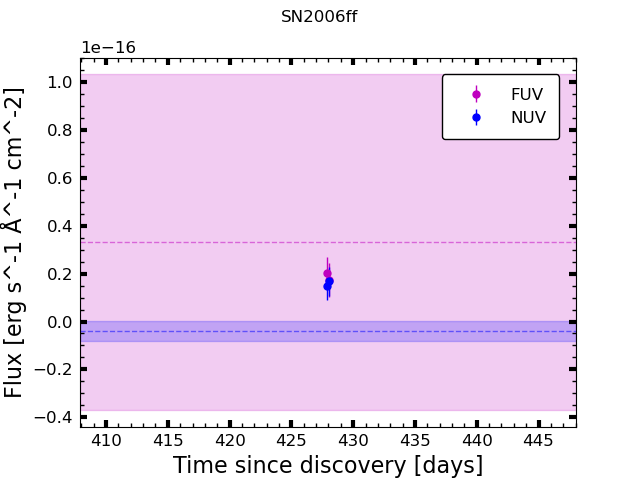 SN2006ff
1e−16
FUV
NUV
1.0
0.8
0.6
0.4
0.2
0.0
−0.2
−0.4
410 415 420 425 430 435 440 445
Time since discovery [days]
Flux [erg s^-1 Å^-1 cm^-2]